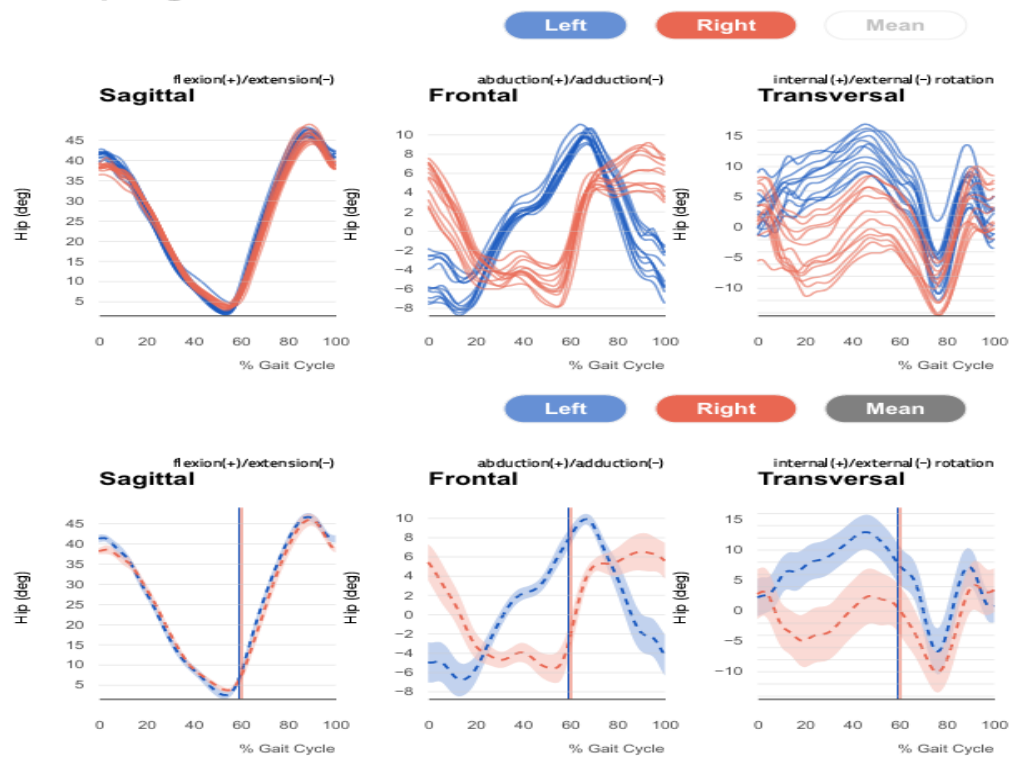 Left Right Mean
flexion(+)/extension(−) abduction(+)/adduction(−) internal(+)/external(−) rotation
Sagittal Frontal Transversal
Hip (deg) Hip (deg) Hip (deg)
45 10 15
40 8 10
35 6 5
30 4 0
25 2 −5
20 0 −10
15 −2
10 −4
5 −6
−8
0 20 40 60 80 100 0 20 40 60 80 100 0 20 40 60 80 100
% Gait Cycle % Gait Cycle % Gait Cycle
Left Right Mean
flexion(+)/extension(−) abduction(+)/adduction(−) internal(+)/external(−) rotation
Sagittal Frontal Transversal
Hip (deg) Hip (deg) Hip (deg)
45 10 15
40 8 10
35 6 5
30 4 0
25 2 −5
20 0 −10
15 −2
10 −4
5 −6
−8
0 20 40 60 80 100 0 20 40 60 80 100 0 20 40 60 80 100
% Gait Cycle % Gait Cycle % Gait Cycle